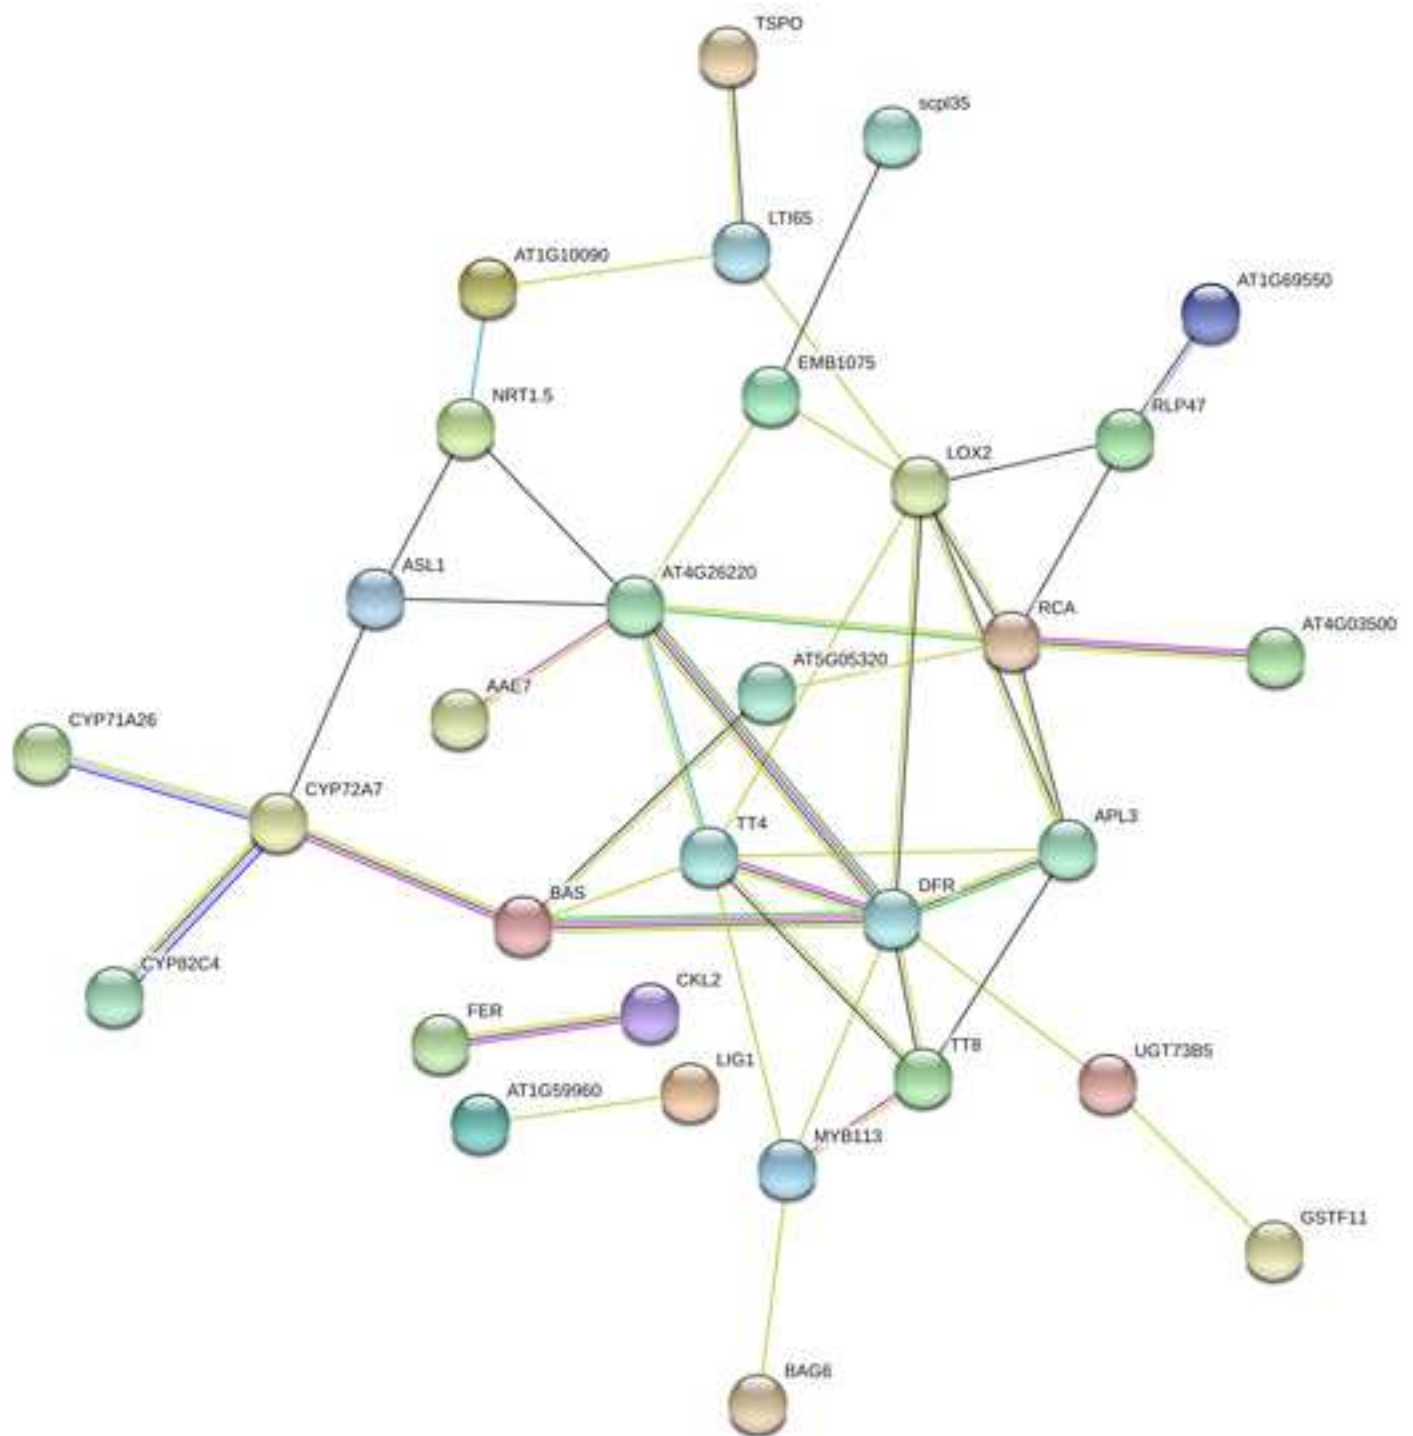 TSPO
scpl35
LTI65
AT1G10090
AT1G69550
EMB1075
NRT1.5
RLP47
LOX2
ASL1
AT4G26220
RCA
AT4G03500
AT5G05320
AAE7
CYP71A26
CYP72A7
TT4
APL3
BAS
DFR
CYP82C4
CKL2
FER
TT8
UGT73B5
LIG1
AT1G59960
MYB113
GSTF11
BAG6